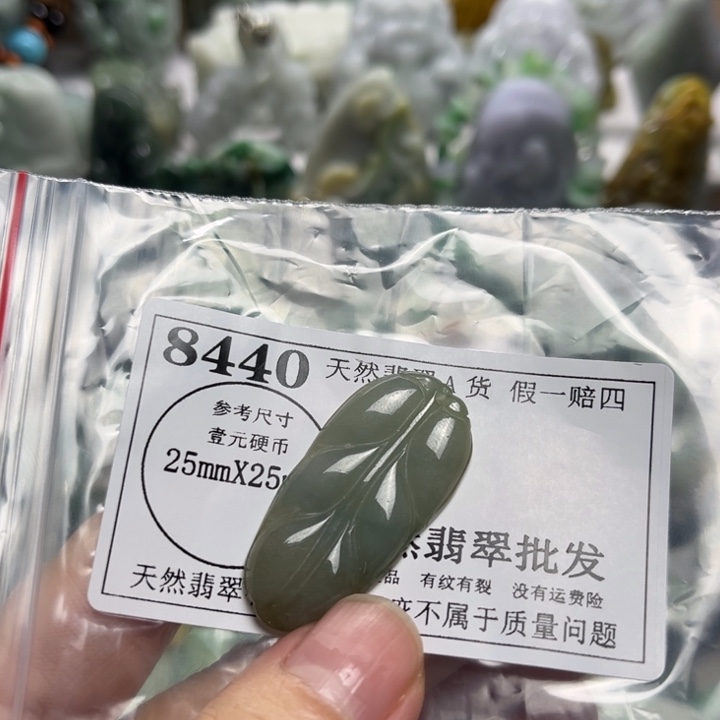 8440 天然翡翠A货 假一赔四
参考尺寸
壹元硬币
25mmX25
然翡翠批发
品 有纹有裂 没有运费险
天然翡翠 不属于质量问题